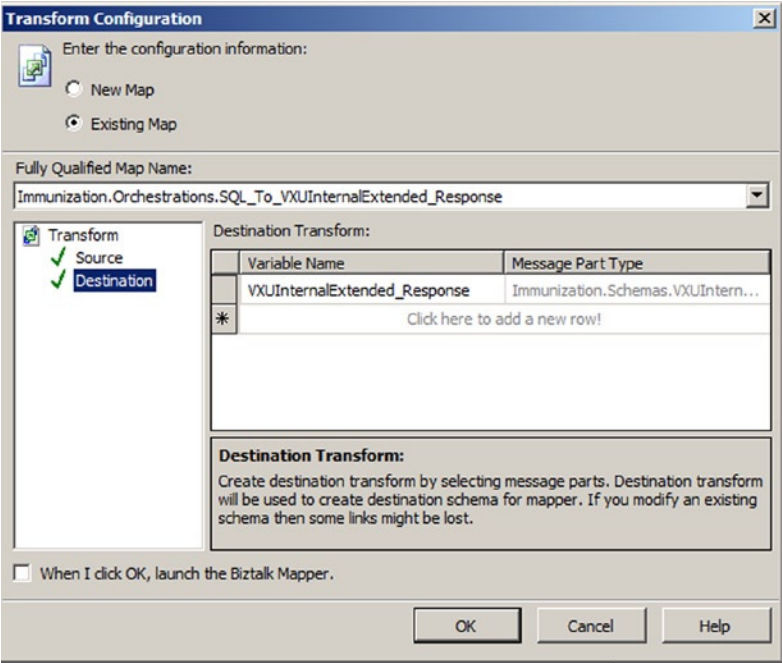 Transform Configuration
Enter the configuration information:
New Map
Existing Map
Fully Qualified Map Name:
Immunization.Orchestrations.SQL_To_VXUInternalExtended_Response
Transform
Source
Destination
Destination Transform:
Variable Name Message Part Type
VXUInternalExtended_Response Immunization.Schemas.VXUIntern...
* Click here to add a new row!
Destination Transform:
Create destination transform by selecting message parts. Destination transform
will be used to create destination schema for mapper. If you modify an existing
schema then some links might be lost.
When I click OK, launch the Biztalk Mapper.
OK Cancel Help